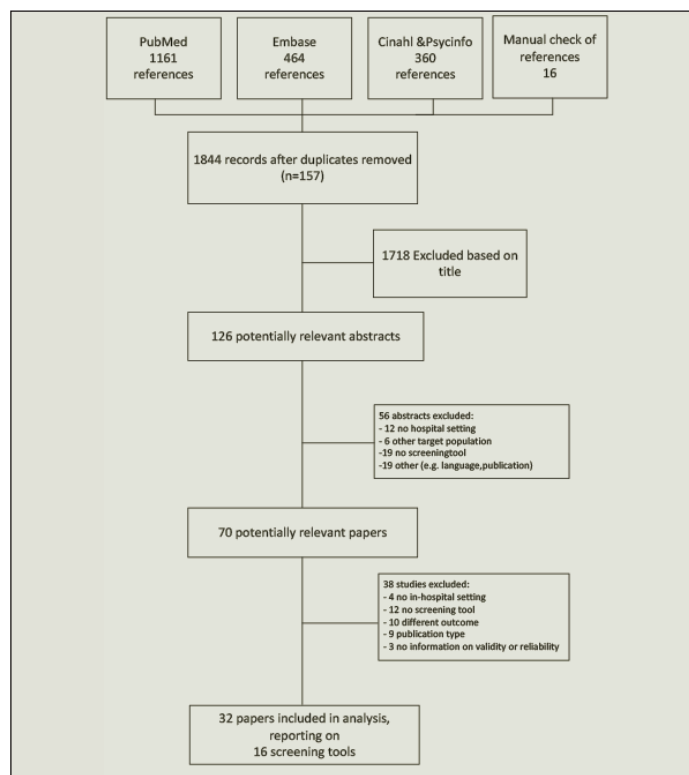 PubMed
1161
references
Embase
464
references
Cinahl &Psycinfo
360
references
Manual check of
references
16
1844 records after duplicates removed
(n=157)
1718 Excluded based on
title
126 potentially relevant abstracts
56 abstracts excluded:
- 12 no hospital setting
- 6 other target population
-19 no screeningtool
-19 other (e.g. language,publication)
70 potentially relevant papers
38 studies excluded:
- 4 no in-hospital setting
- 12 no screening tool
- 10 different outcome
- 9 publication type
- 3 no information on validity or reliability
32 papers included in analysis,
reporting on
16 screening tools